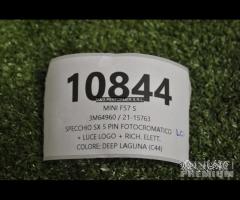 10844
MINI F57 S
3M64960 / 21-15763
SPECCHIO SX 5 PIN FOTOCROMATICO
+ LUCE LOGO + RICH. ELETT.
COLORE: DEEP LAGUNA (C44)